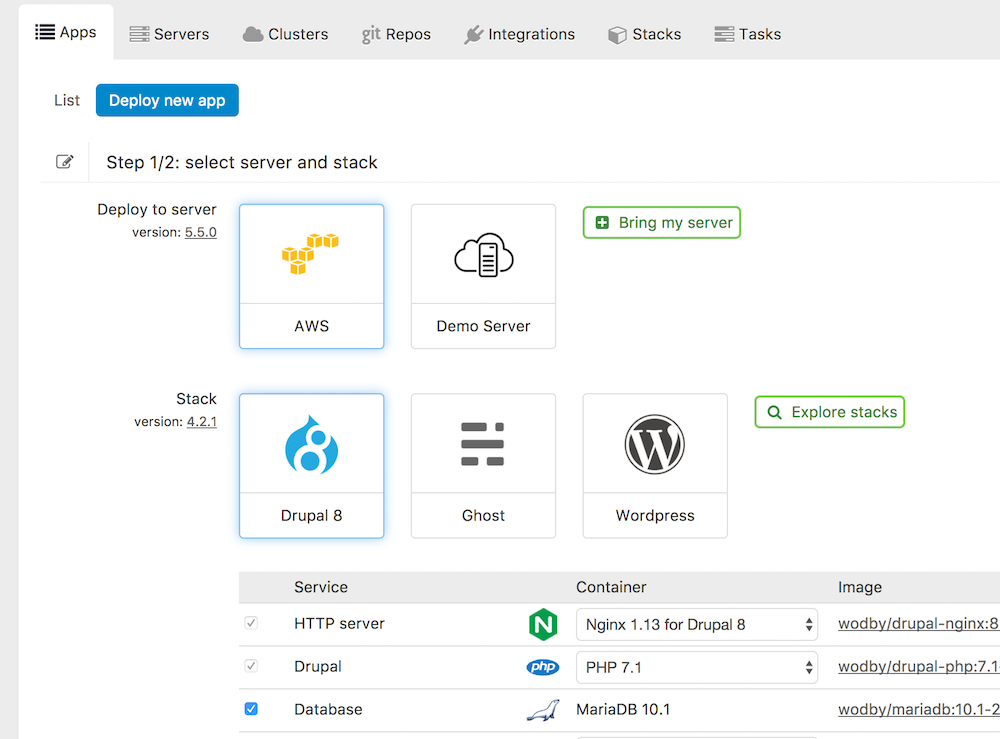 Apps Servers Clusters git Repos Integrations Stacks Tasks
List Deploy new app
Step 1/2: select server and stack
Deploy to server
version: 5.5.0
Bring my server
AWS Demo Server
Stack
version: 4.2.1
Explore stacks
Drupal 8 Ghost Wordpress
Service Container Image
HTTP server N Nginx 1.13 for Drupal 8 wodby/drupal-nginx:8
Drupal php PHP 7.1 wodby/drupal-php:7.1-
Database MariaDB 10.1 wodby/mariadb:10.1-2